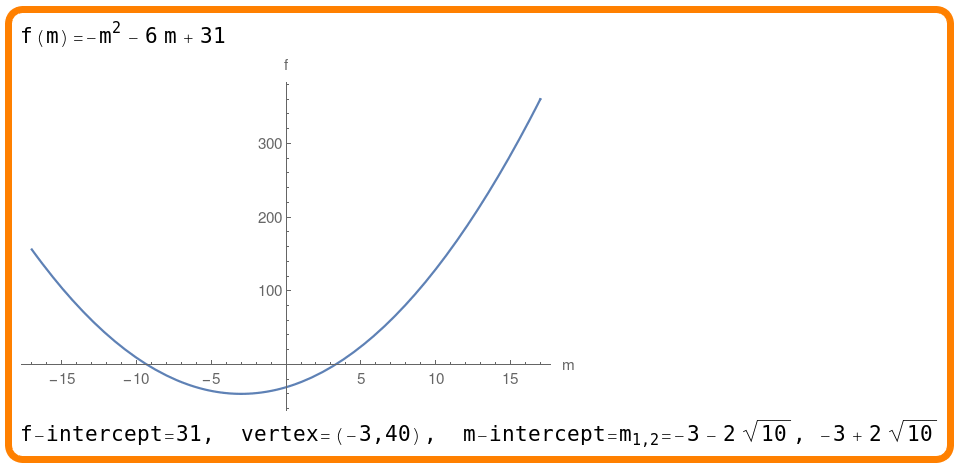 f(m)=-m² - 6 m + 31
f
300
200
100
-15 -10 -5 5 10 15 m
f-intercept=31, vertex=(-3,40), m-intercept=m₁,₂=-3 - 2 √10, -3 + 2 √10